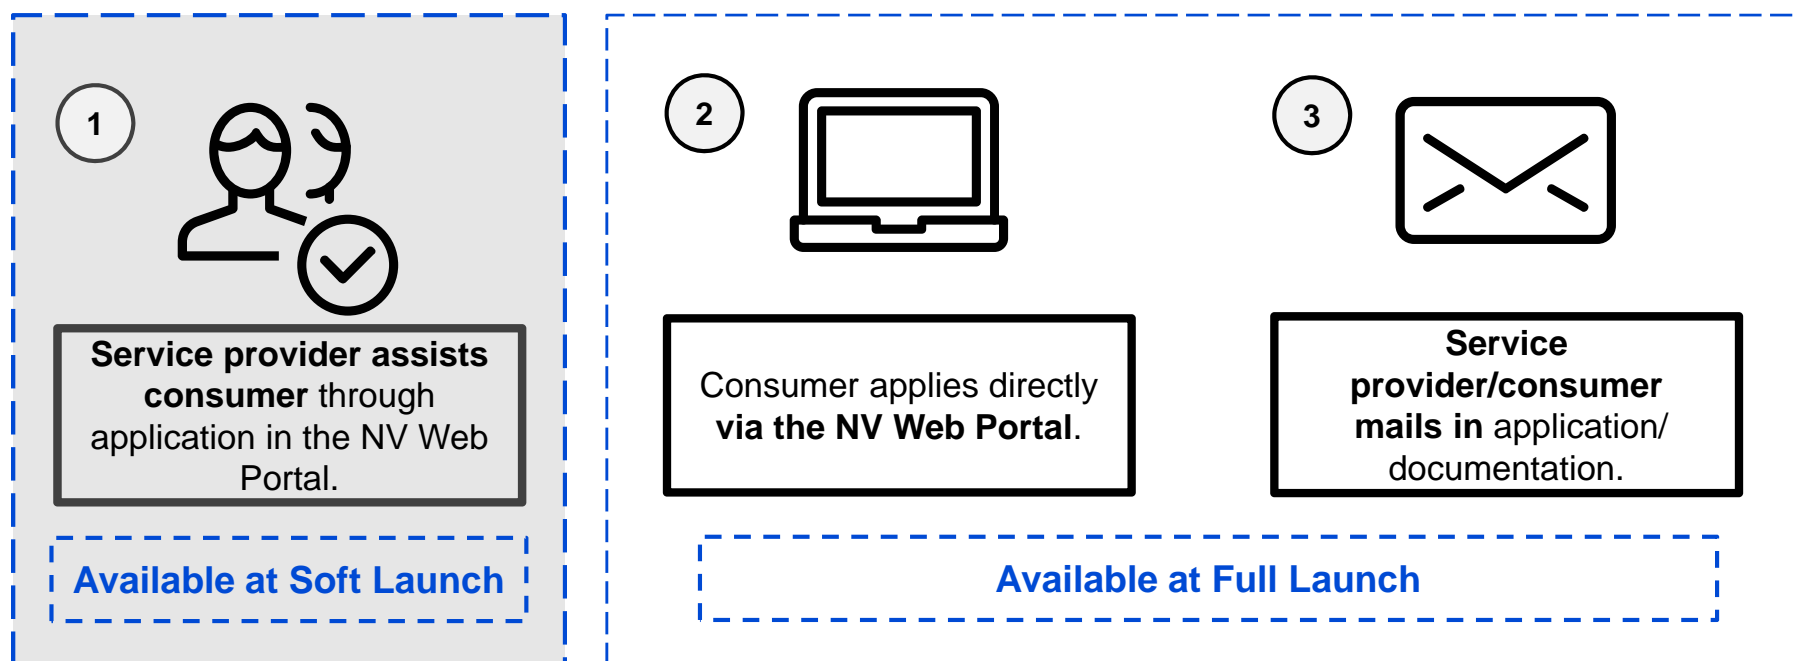 1
Service provider assists
consumer through
application in the NV Web
Portal.
Available at Soft Launch
2
Consumer applies directly
via the NV Web Portal.
3
Service
provider/consumer
mails in application/
documentation.
Available at Full Launch